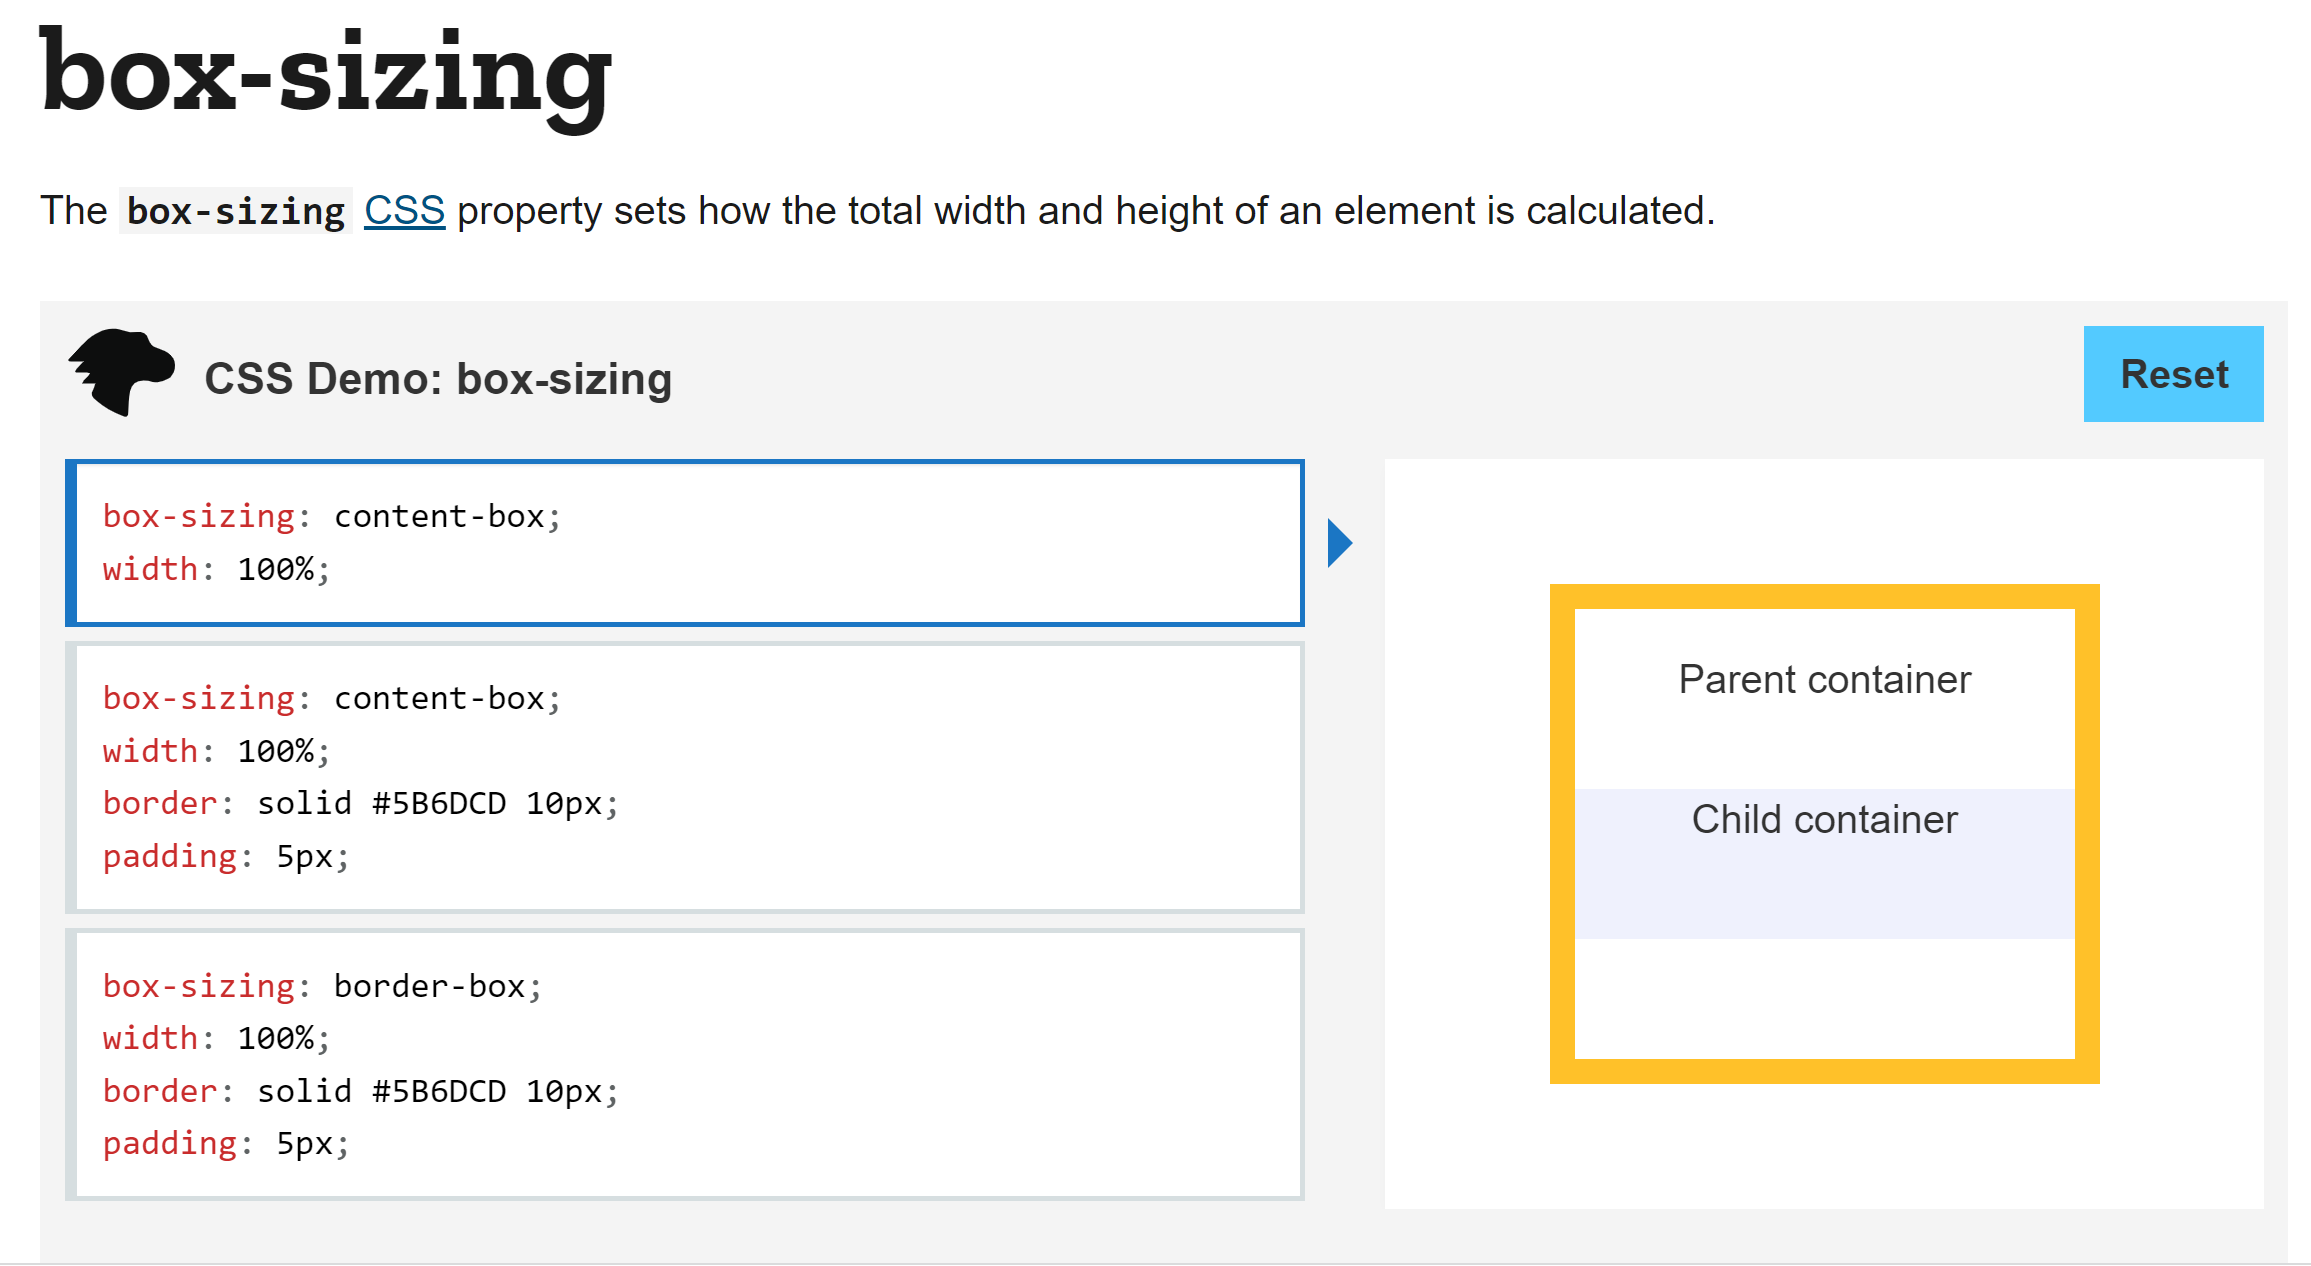 box-sizing
The box-sizing CSS property sets how the total width and height of an element is calculated.
CSS Demo: box-sizing
Reset
box-sizing: content-box;
width: 100%;
box-sizing: content-box;
width: 100%;
border: solid #5B6DCD 10px;
padding: 5px;
box-sizing: border-box;
width: 100%;
border: solid #5B6DCD 10px;
padding: 5px;
Parent container
Child container